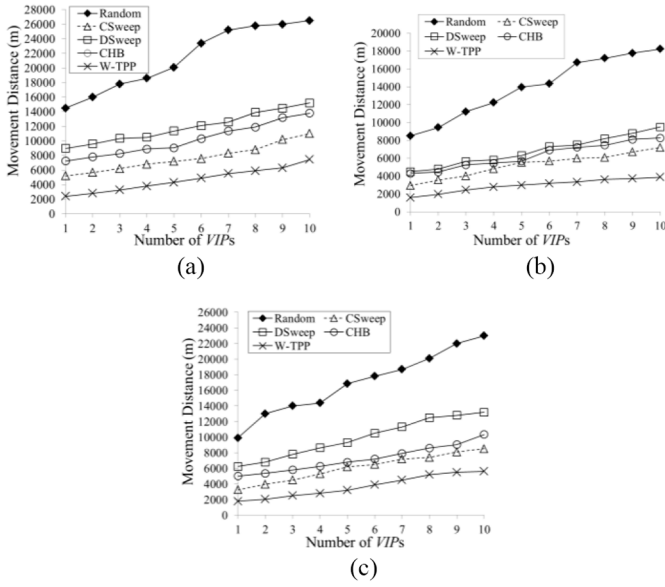 28000
26000
24000
22000
20000
18000
16000
14000
12000
10000
8000
6000
4000
2000
Movement Distance (m)
Random
CSweep
DSweep
CHB
W-TPP
1 2 3 4 5 6 7 8 9 10
Number of VIPs
(a)
20000
18000
16000
14000
12000
10000
8000
6000
4000
2000
0
Movement Distance (m)
Random CSweep
DSweep CHB
W-TPP
1 2 3 4 5 6 7 8 9 10
Number of VIPs
(b)
26000
24000
22000
20000
18000
16000
14000
12000
10000
8000
6000
4000
2000
0
Movement Distance (m)
Random CSweep
DSweep CHB
W-TPP
1 2 3 4 5 6 7 8 9 10
Number of VIPs
(c)